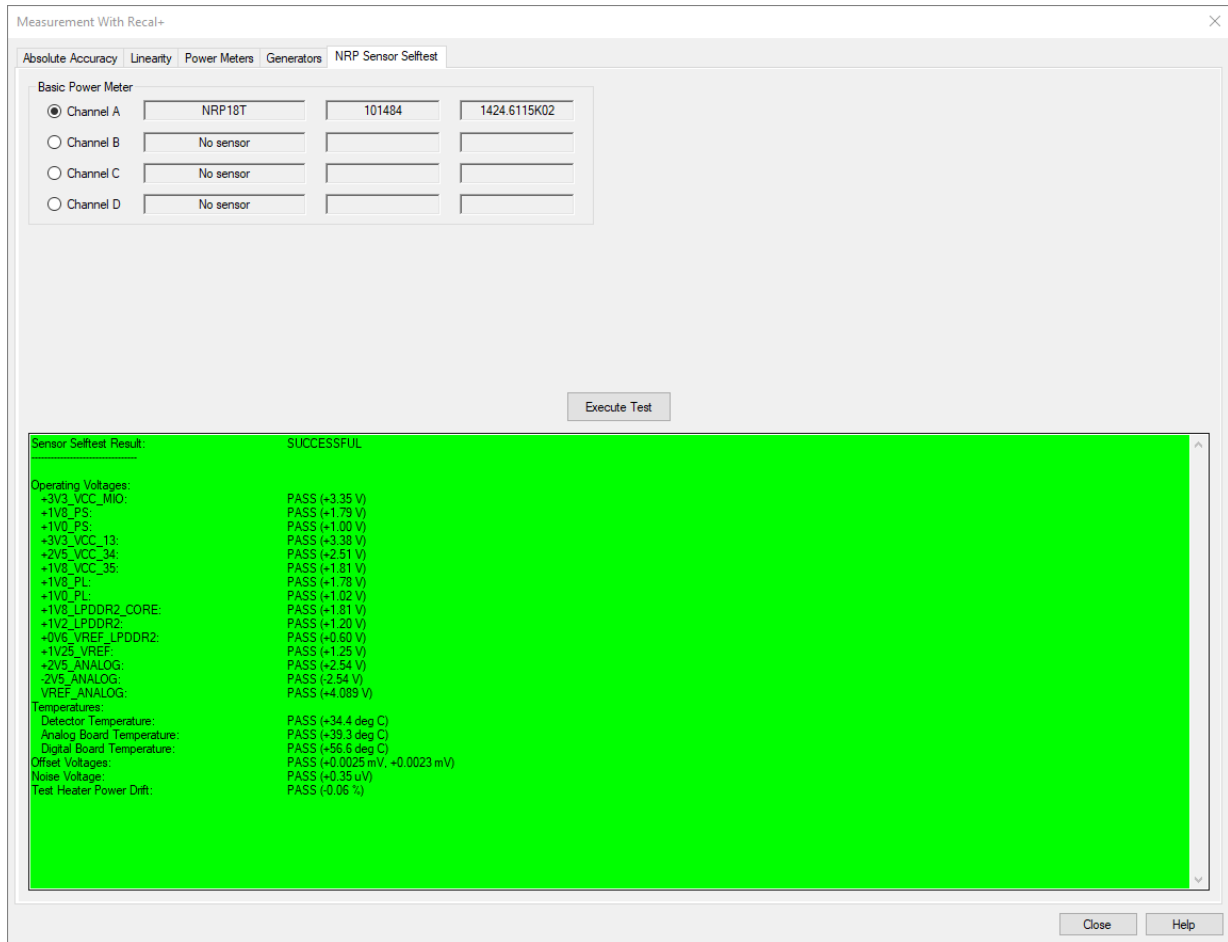 Measurement With Recal+
Absolute Accuracy Linearity Power Meters Generators NRP Sensor Selftest
Basic Power Meter
Channel A NRP18T 101484 1424.6115K02
Channel B No sensor
Channel C No sensor
Channel D No sensor
Execute Test
Sensor Selftest Result: SUCCESSFUL
--------------------------------
Operating Voltages:
+3V3_VCC_MIO: PASS (+3.35 V)
+1V8_PS: PASS (+1.79 V)
+1V0_PS: PASS (+1.00 V)
+3V3_VCC_13: PASS (+3.38 V)
+2V5_VCC_34: PASS (+2.51 V)
+1V8_VCC_35: PASS (+1.81 V)
+1V8_PL: PASS (+1.78 V)
+1V0_PL: PASS (+1.02 V)
+1V8_LPDDR2_CORE: PASS (+1.81 V)
+1V2_LPDDR2: PASS (+1.20 V)
+0V6_VREF_LPDDR2: PASS (+0.60 V)
+1V25_VREF: PASS (+1.25 V)
+2V5_ANALOG: PASS (+2.54 V)
-2V5_ANALOG: PASS (-2.54 V)
VREF_ANALOG: PASS (+4.089 V)
Temperatures:
Detector Temperature: PASS (+34.4 deg C)
Analog Board Temperature: PASS (+39.3 deg C)
Digital Board Temperature: PASS (+56.6 deg C)
Offset Voltages: PASS (+0.0025 mV, +0.0023 mV)
Noise Voltage: PASS (+0.35 uV)
Test Heater Power Drift: PASS (-0.06 %)
Close Help